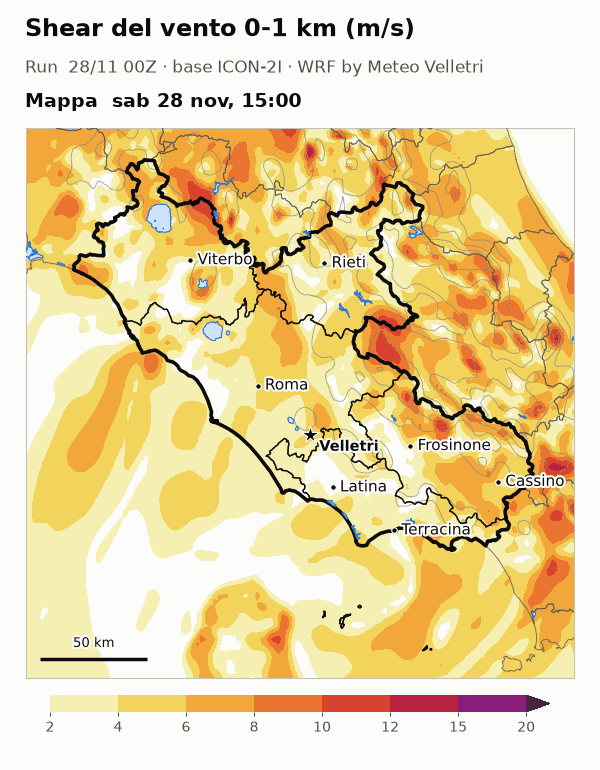 Shear del vento 0-1 km (m/s)
Run  28/11 00Z · base ICON-2I · WRF by Meteo Velletri
Mappa  sab 28 nov, 15:00
Viterbo
Rieti
Roma
Velletri
Frosinone
Cassino
Latina
Terracina
50 km
2 4 6 8 10 12 15 20